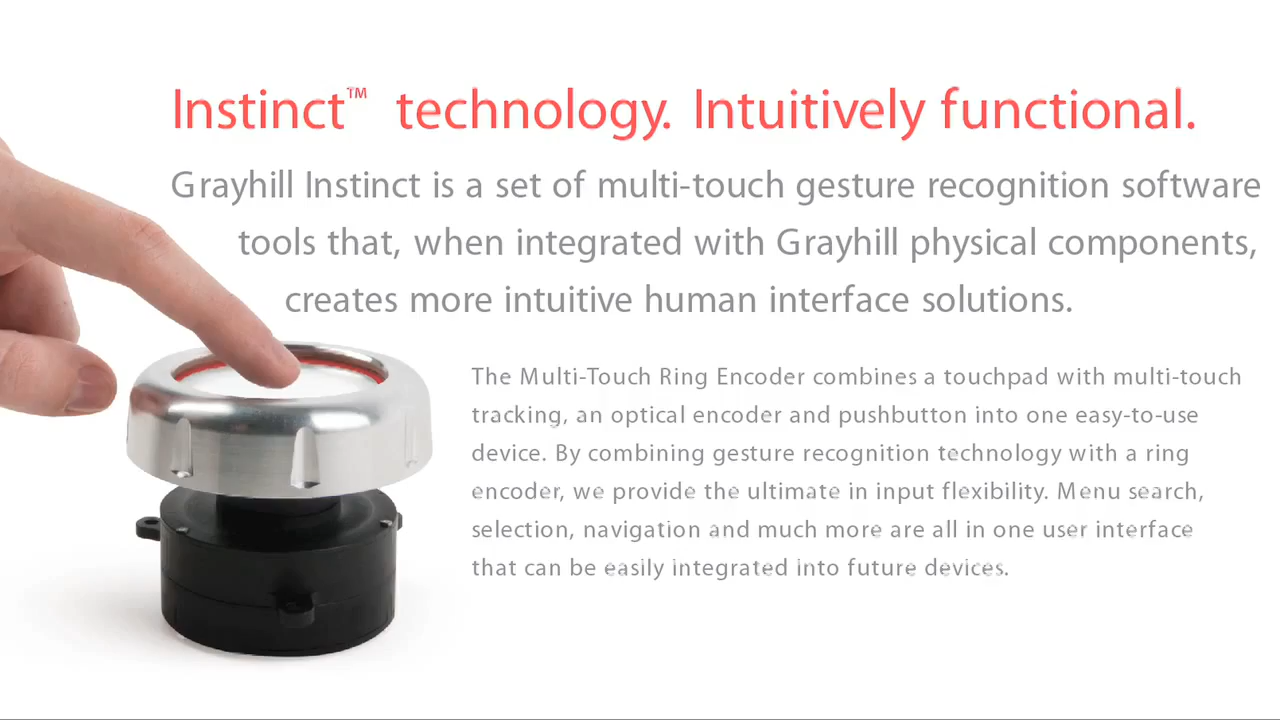 Instinct™ technology. Intuitively functional.
Grayhill Instinct is a set of multi-touch gesture recognition software
tools that, when integrated with Grayhill physical components,
creates more intuitive human interface solutions.
The Multi-Touch Ring Encoder combines a touchpad with multi-touch
tracking, an optical encoder and pushbutton into one easy-to-use
device. By combining gesture recognition technology with a ring
encoder, we provide the ultimate in input flexibility. Menu search,
selection, navigation and much more are all in one user interface
that can be easily integrated into future devices.